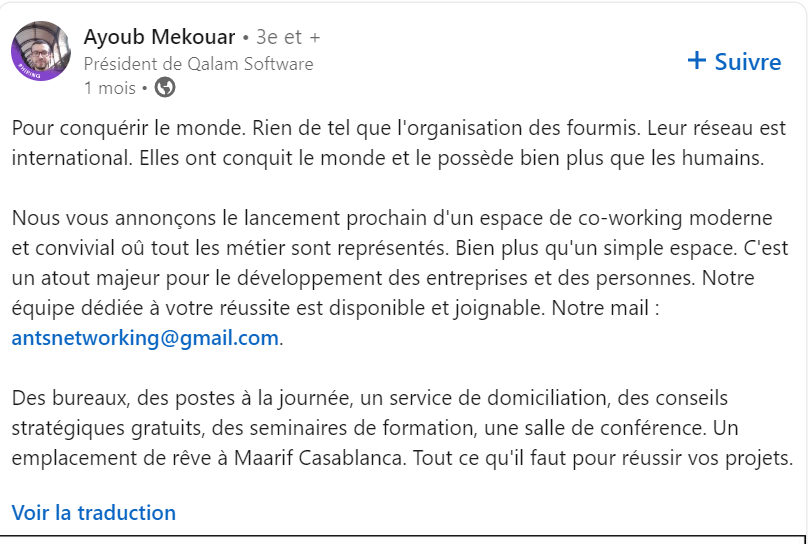 Ayoub Mekouar • 3e et +
Président de Qalam Software
1 mois •
+ Suivre
Pour conquérir le monde. Rien de tel que l'organisation des fourmis. Leur réseau est
international. Elles ont conquit le monde et le possède bien plus que les humains.
Nous vous annonçons le lancement prochain d'un espace de co-working moderne
et convivial oû tout les métier sont représentés. Bien plus qu'un simple espace. C'est
un atout majeur pour le développement des entreprises et des personnes. Notre
équipe dédiée à votre réussite est disponible et joignable. Notre mail :
antsnetworking@gmail.com.
Des bureaux, des postes à la journée, un service de domiciliation, des conseils
stratégiques gratuits, des seminaires de formation, une salle de conférence. Un
emplacement de rêve à Maarif Casablanca. Tout ce qu'il faut pour réussir vos projets.
Voir la traduction